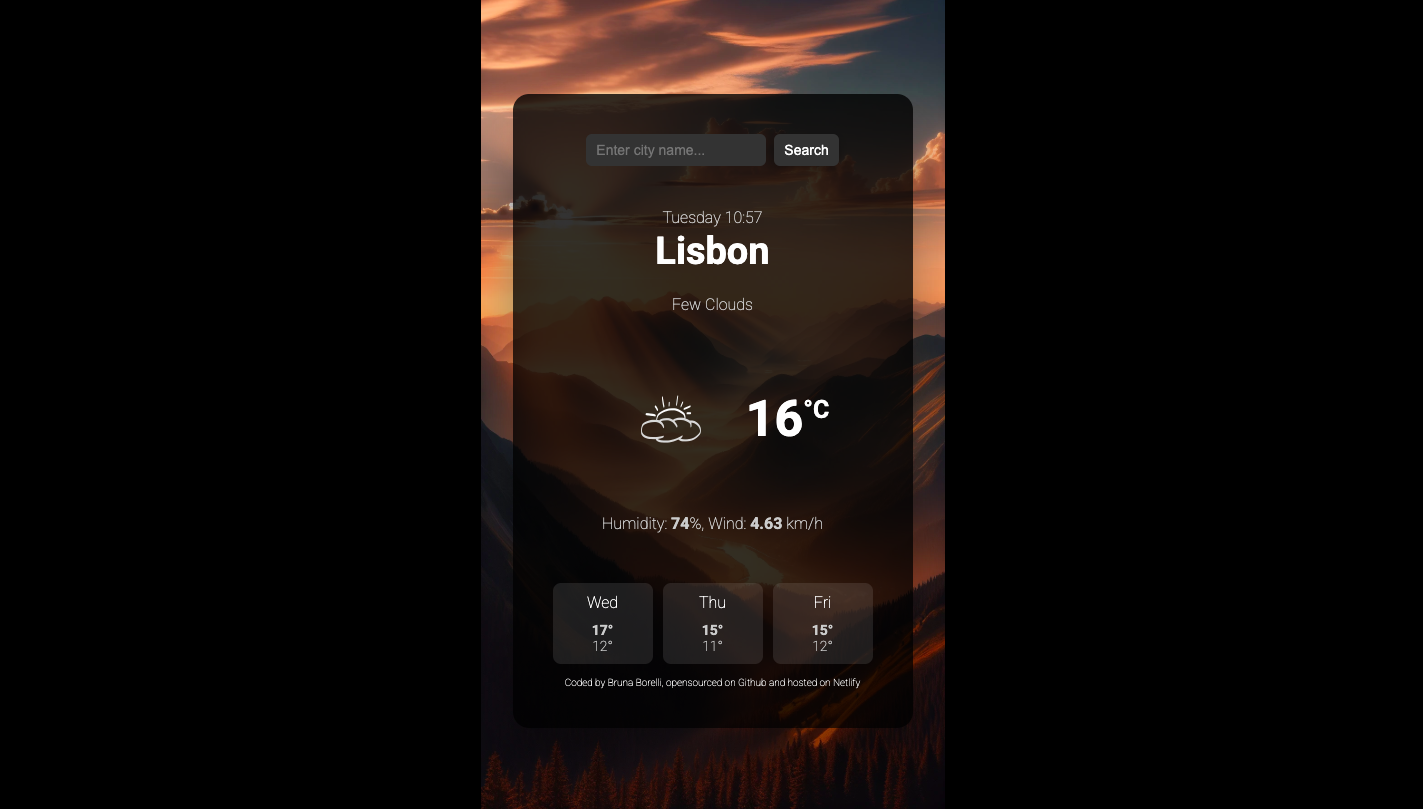 Enter city name...
Search
Tuesday 10:57
Lisbon
Few Clouds
16°C
Humidity: 74%, Wind: 4.63 km/h
Wed
17°
12°
Thu
15°
11°
Fri
15°
12°
Coded by Bruna Borelli, opensourced on Github and hosted on Netlify